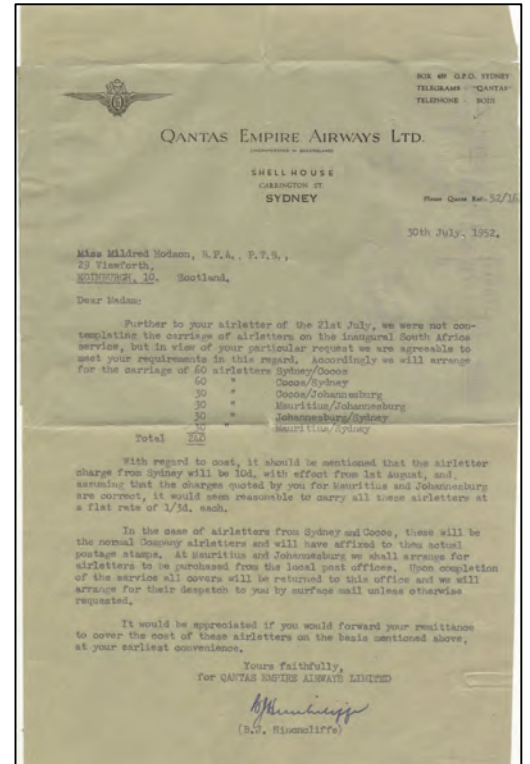 BOX 489 G.P.O. SYDNEY
TELEGRAMS - "QANTAS"
TELEPHONE -
QANTAS EMPIRE AIRWAYS LTD.
(INCORPORATED IN QUEENSLAND)
SHELL HOUSE
CARRINGTON ST.
SYDNEY
Please Quote Ref. 52/16
30th July, 1952.
Miss Mildred Hodson, R.F.A., P.T.S.,
29 Viewforth,
EDINBURGH, 10. Scotland.
Dear Madam:
Further to your airletter of the 21st July, we were not con-
templating the carriage of airletters on the inaugural South Africa
service, but in view of your particular request we are agreeable to
meet your requirements in this regard. Accordingly we will arrange
for the carriage of 60 airletters Sydney/Cocos
60 " Cocos/Sydney
30 " Cocos/Johannesburg
30 " Mauritius/Johannesburg
30 " Johannesburg/Sydney
30 " Mauritius/Sydney
Total 240
With regard to cost, it should be mentioned that the airletter
charge from Sydney will be 10d. with effect from 1st August, and,
assuming that the charges quoted by you for Mauritius and Johannesburg
are correct, it would seem reasonable to carry all these airletters at
a flat rate of 1/3d. each.
In the case of airletters from Sydney and Cocos, these will be
the normal Company airletters and will have affixed to them actual
postage stamps. At Mauritius and Johannesburg we shall arrange for
airletters to be purchased from the local post offices. Upon completion
of the service all covers will be returned to this office and we will
arrange for their despatch to you by surface mail unless otherwise
requested.
It would be appreciated if you would forward your remittance
to cover the cost of these airletters on the basis mentioned above,
at your earliest convenience.
Yours faithfully,
for QANTAS EMPIRE AIRWAYS LIMITED
(B.J. Hinchcliffe)